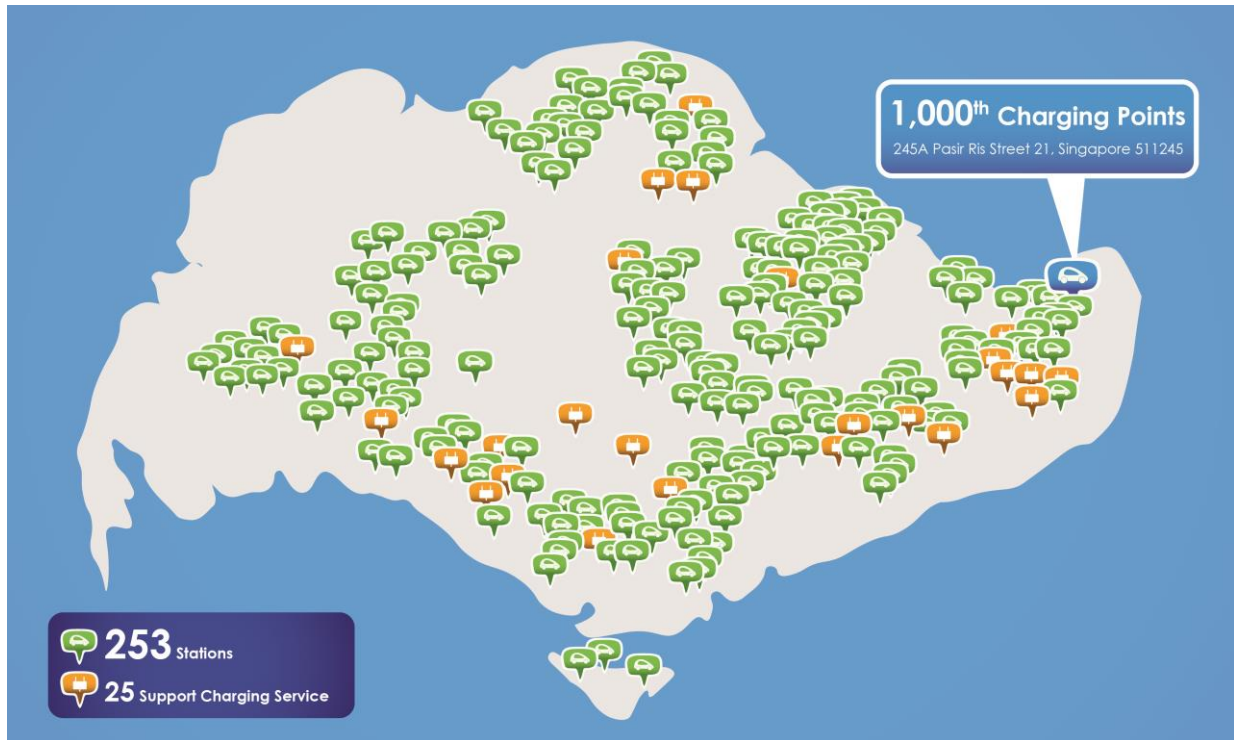 1,000th Charging Points
245A Pasir Ris Street 21, Singapore 511245
253 Stations
25 Support Charging Service